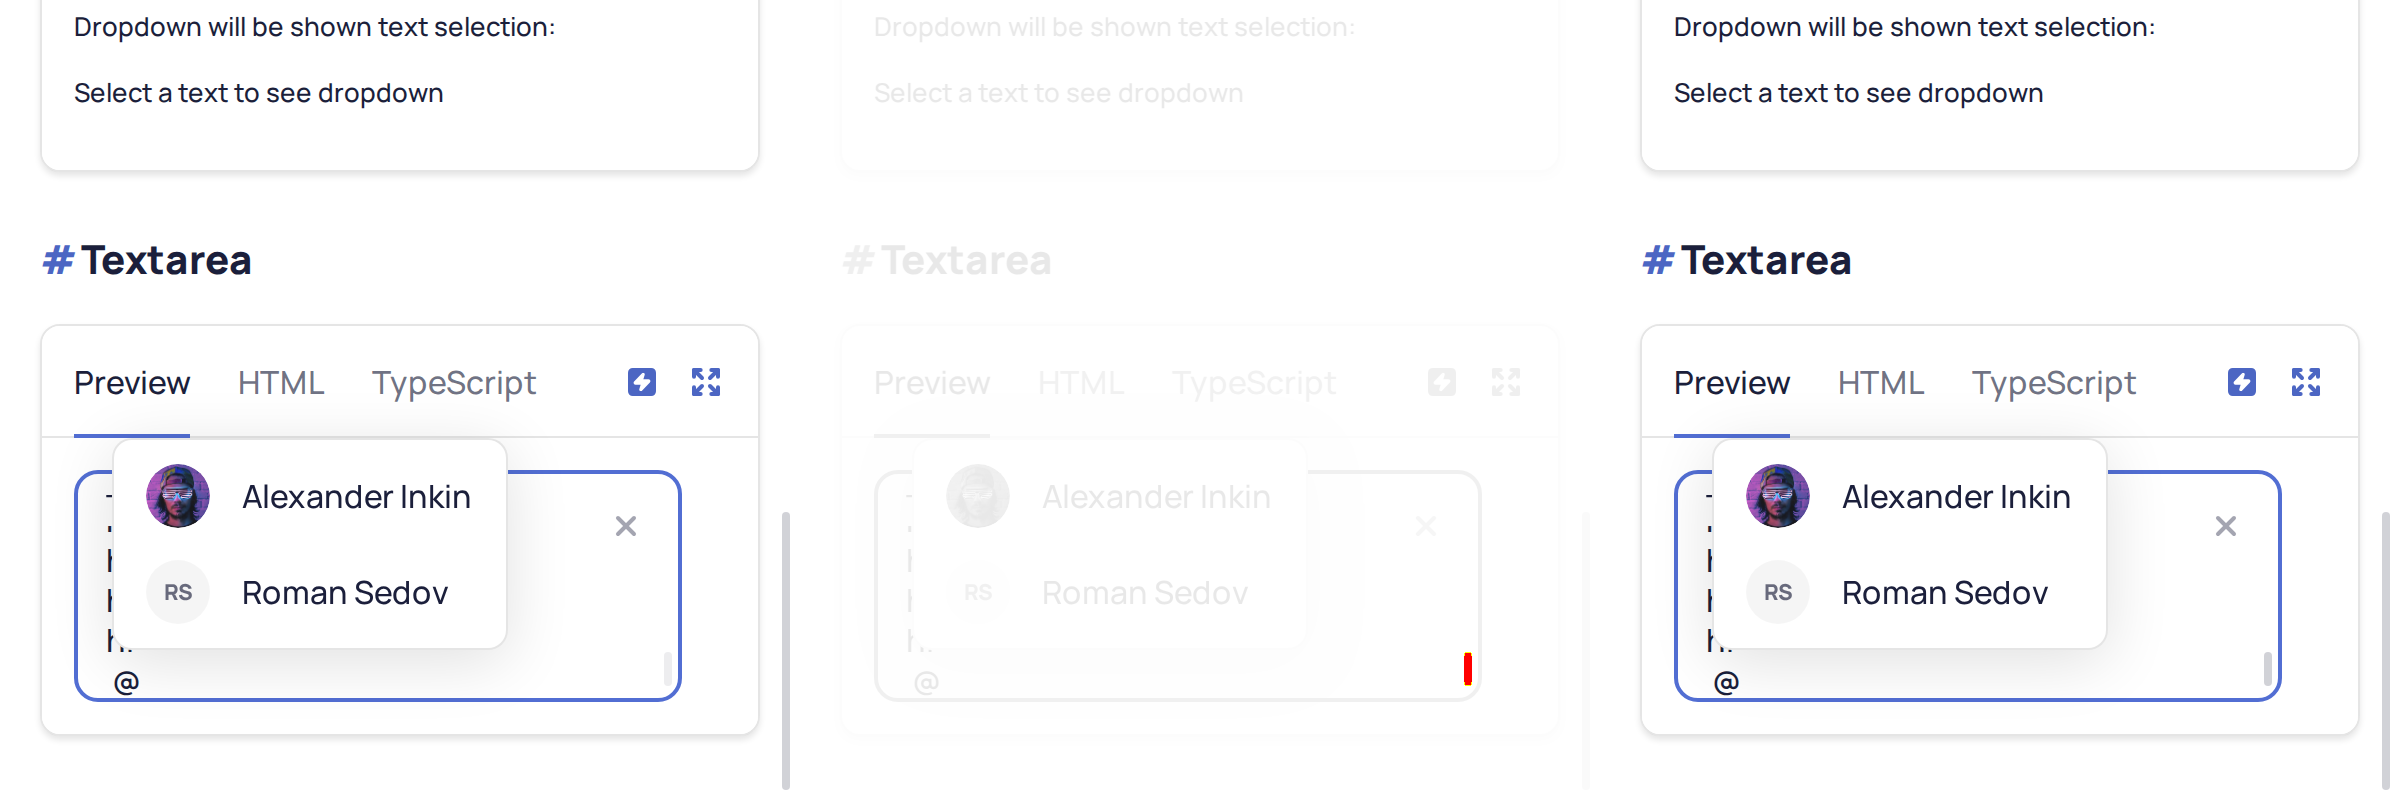 Dropdown will be shown text selection:
Select a text to see dropdown
# Textarea
Preview HTML TypeScript
Alexander Inkin
RS Roman Sedov
@
Dropdown will be shown text selection:
Select a text to see dropdown
# Textarea
Preview HTML TypeScript
Alexander Inkin
RS Roman Sedov
@
Dropdown will be shown text selection:
Select a text to see dropdown
# Textarea
Preview HTML TypeScript
Alexander Inkin
RS Roman Sedov
@